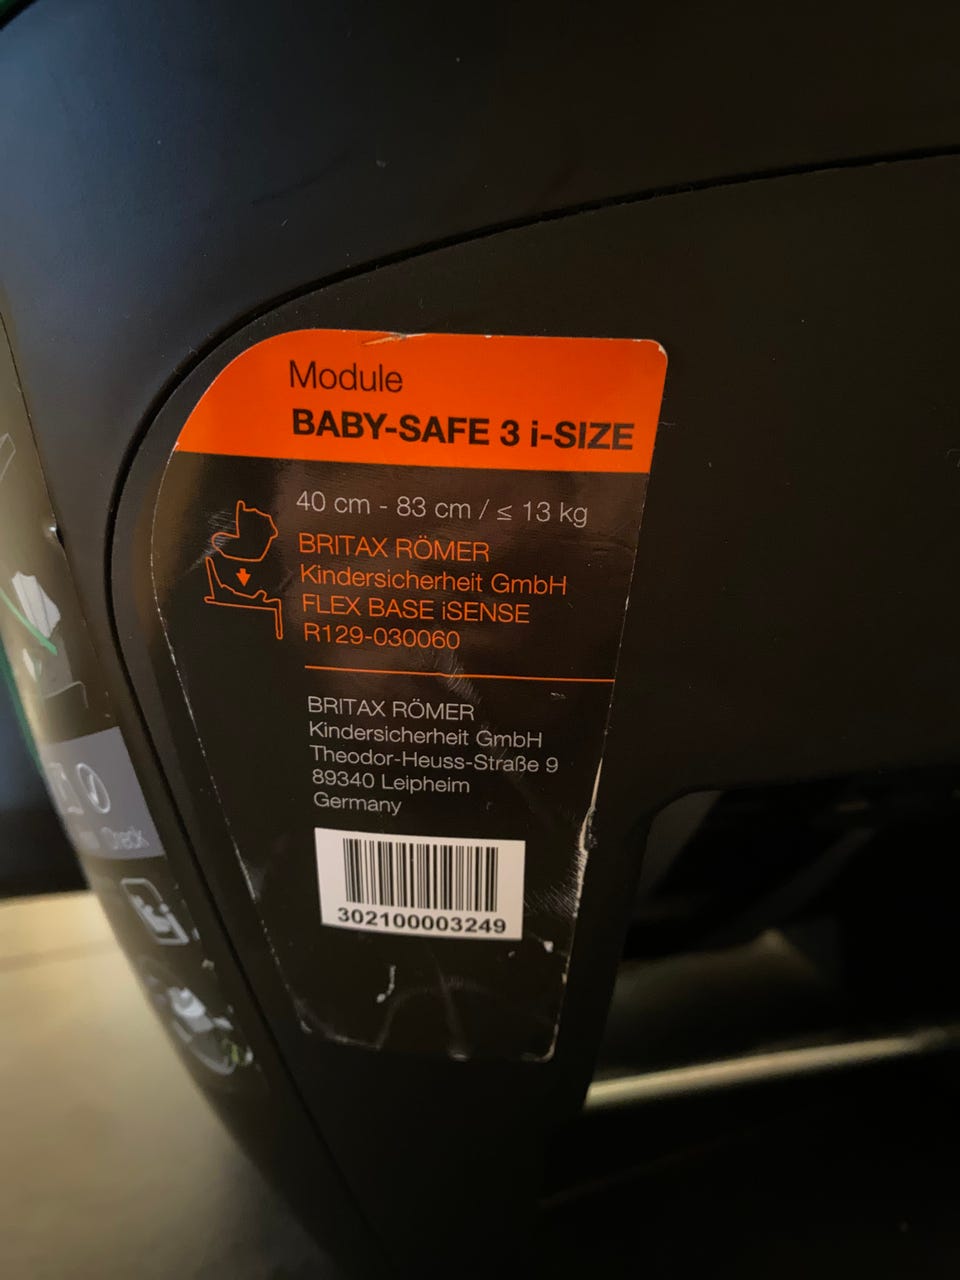 Module
BABY-SAFE 3 i-SIZE
40 cm - 83 cm / ≤ 13 kg
BRITAX RÖMER
Kindersicherheit GmbH
FLEX BASE iSENSE
R129-030060
BRITAX RÖMER
Kindersicherheit GmbH
Theodor-Heuss-Straße 9
89340 Leipheim
Germany
302100003249
Check